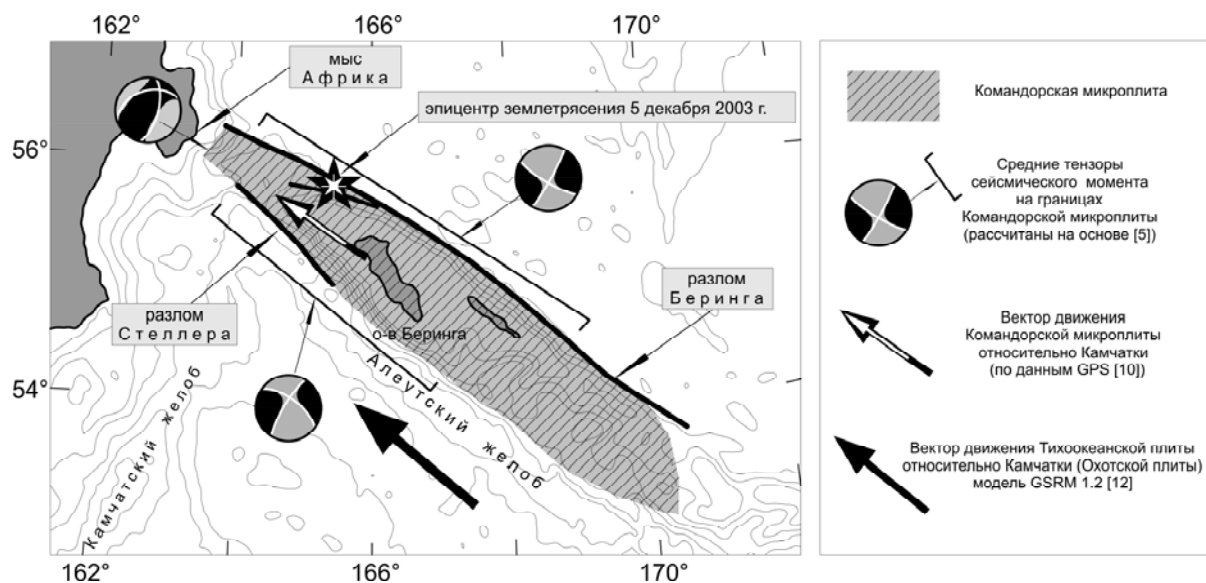 162°
166°
170°
мыс
Африка
эпицентр землетрясения 5 декабря 2003 г.
56°
разлом
Беринга
разлом
Стеллера
о-в Беринга
54°
Алеутский желоб
Камчатский желоб
162°
166°
170°
Командорская микроплита
Средние тензоры
сейсмического момента
на границах
Командорской микроплиты
(рассчитаны на основе [5])
Вектор движения
Командорской микроплиты
относительно Камчатки
(по данным GPS [10])
Вектор движения Тихоокеанской плиты
относительно Камчатки (Охотской плиты)
модель GSRM 1.2 [12]